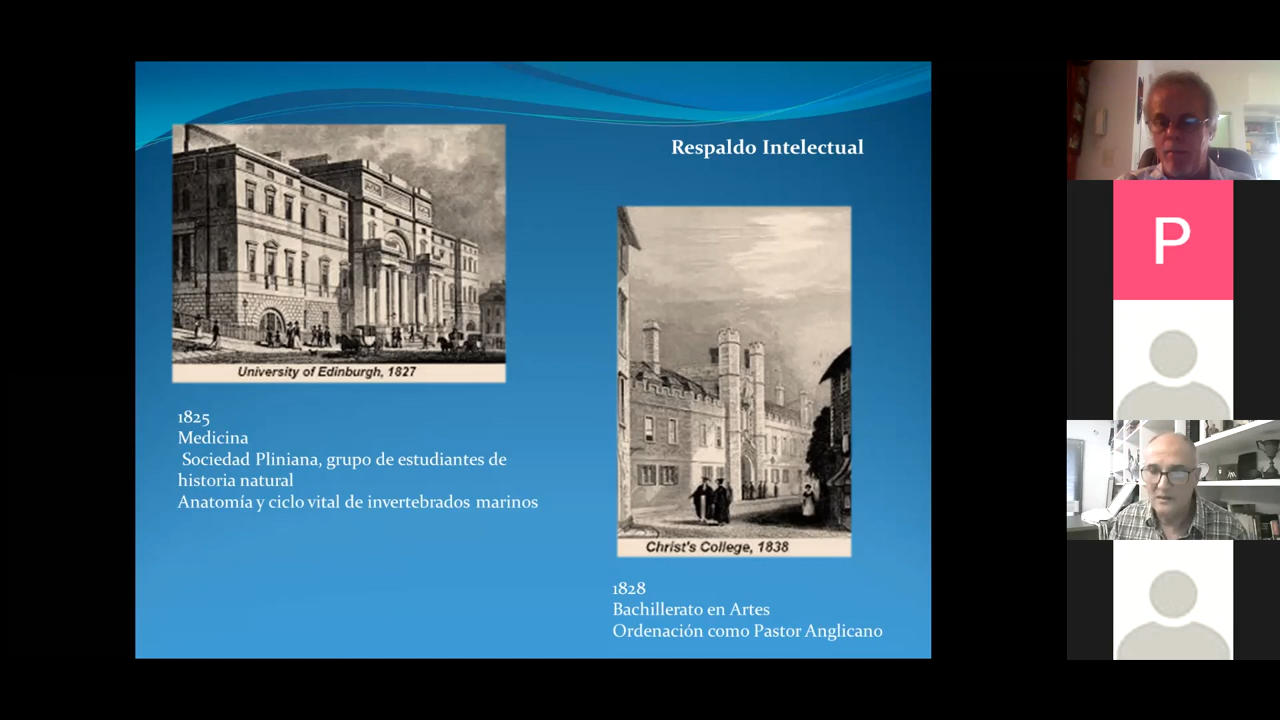 Respaldo Intelectual
University of Edinburgh, 1827
1825
Medicina
Sociedad Pliniana, grupo de estudiantes de
historia natural
Anatomía y ciclo vital de invertebrados marinos
Christ's College, 1838
1828
Bachillerato en Artes
Ordenación como Pastor Anglicano
P